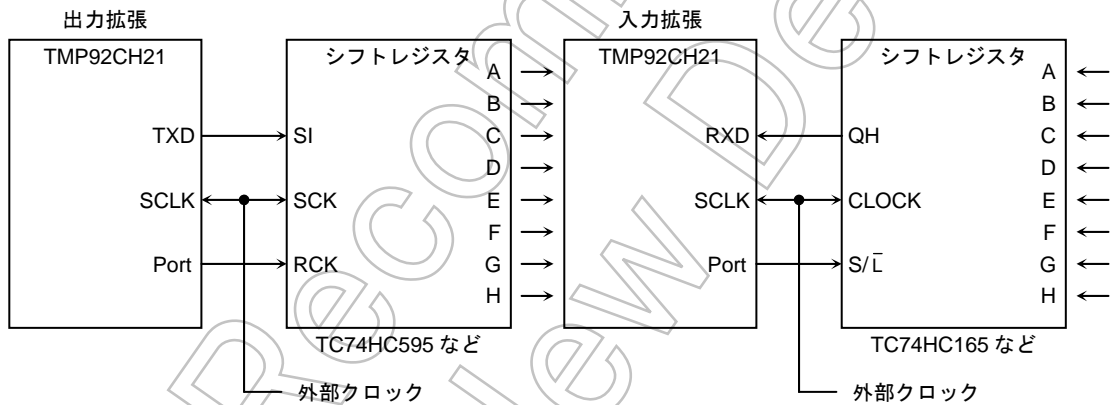 出力拡張
TMP92CH21
TXD
SCLK
Port
シフトレジスタ
SI
SCK
RCK
A
B
C
D
E
F
G
H
TC74HC595 など
外部クロック
入力拡張
TMP92CH21
RXD
SCLK
Port
シフトレジスタ
QH
CLOCK
S/L̄
A
B
C
D
E
F
G
H
TC74HC165 など
外部クロック